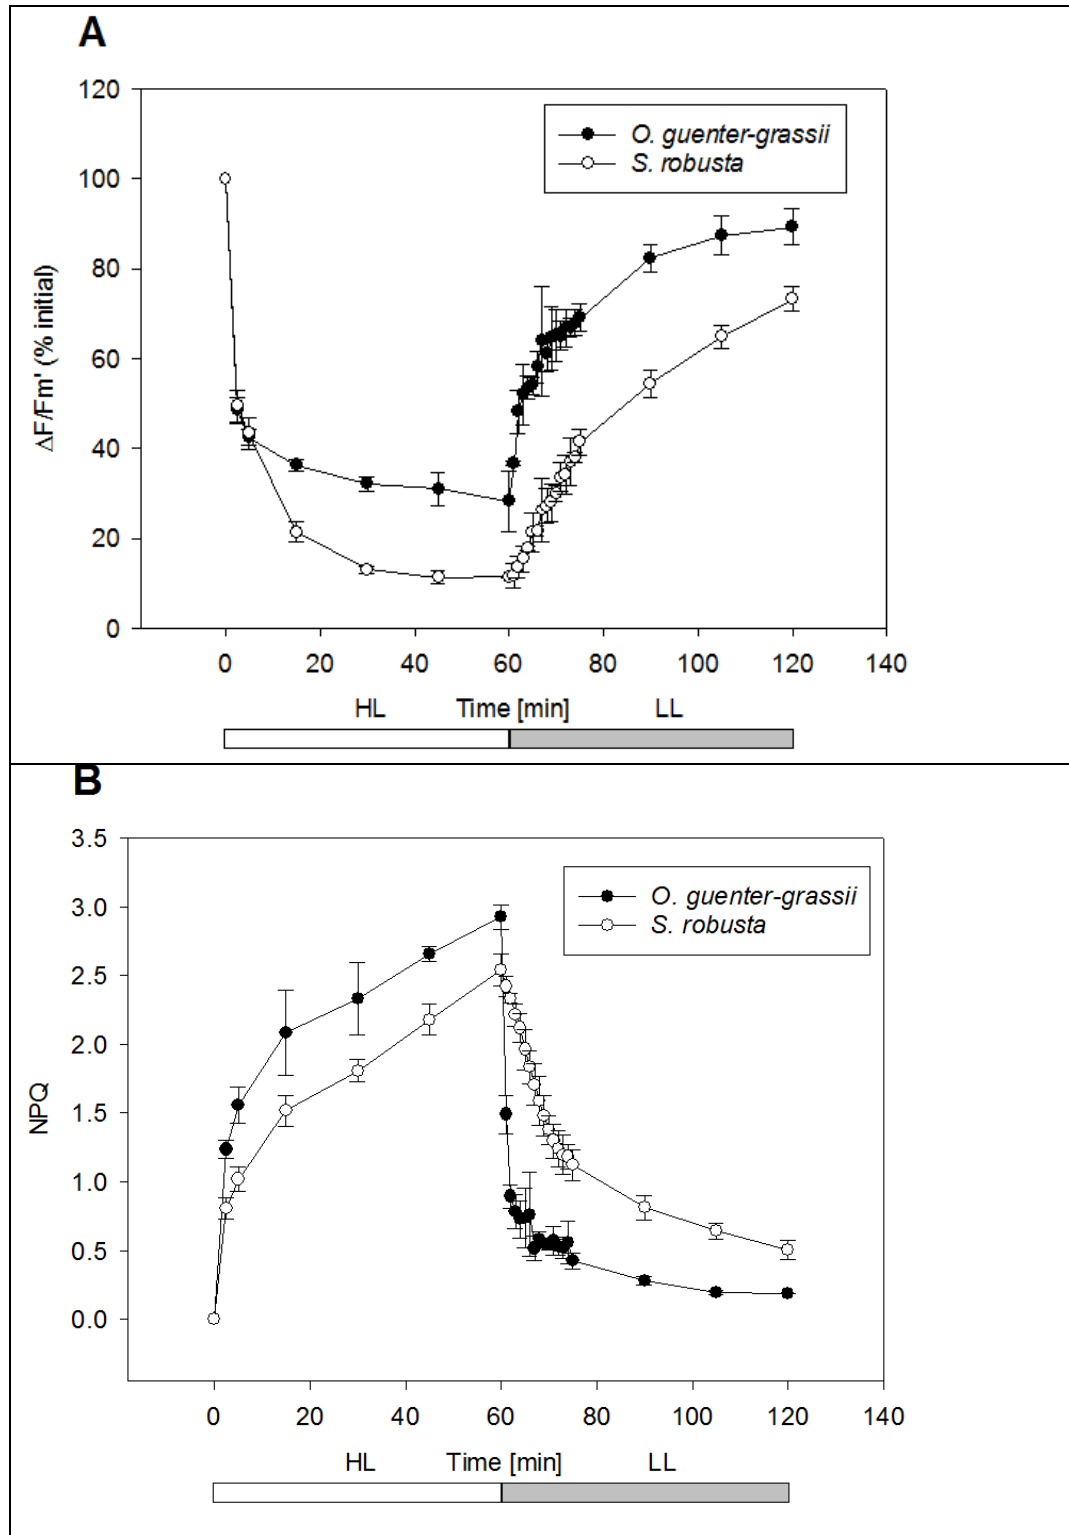 A
120
100
80
60
40
20
0
ΔF/Fm' (% initial)
O. guenter-grassii
S. robusta
0 20 40 60 80 100 120 140
HL Time [min] LL
B
3.5
3.0
2.5
2.0
1.5
1.0
0.5
0.0
NPQ
O. guenter-grassii
S. robusta
0 20 40 60 80 100 120 140
HL Time [min] LL